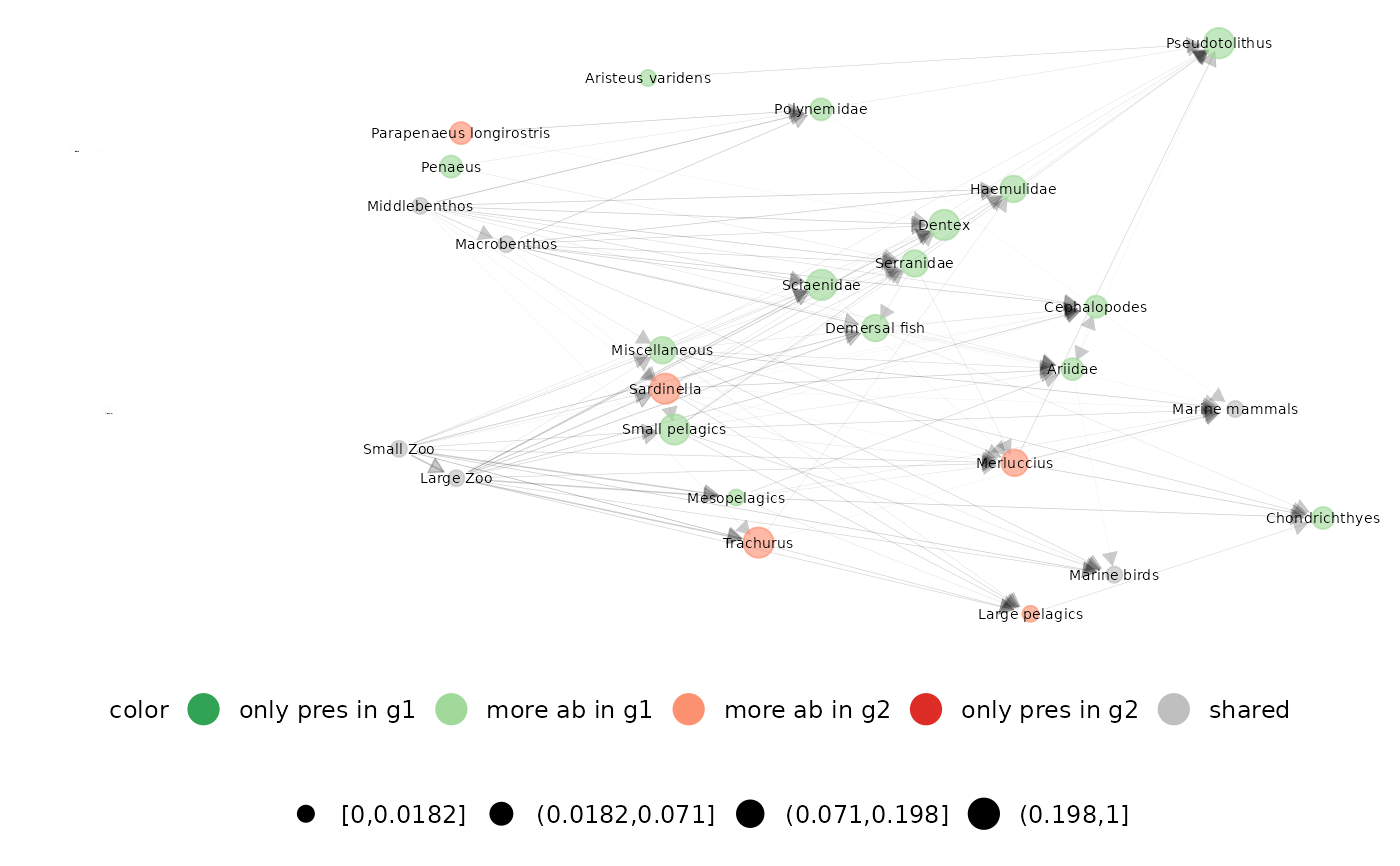 Pseudotolithus
Aristeus varidens
Polynemidae
Parapenaeus longirostris
Penaeus
Haemulidae
Middlebenthos
Dentex
Macrobenthos
Serranidae
Sciaenidae
Cephalopodes
Demersal fish
Miscellaneous
Ariidae
Sardinella
Marine mammals
Small pelagics
Small Zoo
Merluccius
Large Zoo
Mesopelagics
Chondrichthyes
Trachurus
Marine birds
Large pelagics
color only pres in g1 more ab in g1 more ab in g2 only pres in g2 shared
[0,0.0182] (0.0182,0.071] (0.071,0.198] (0.198,1]